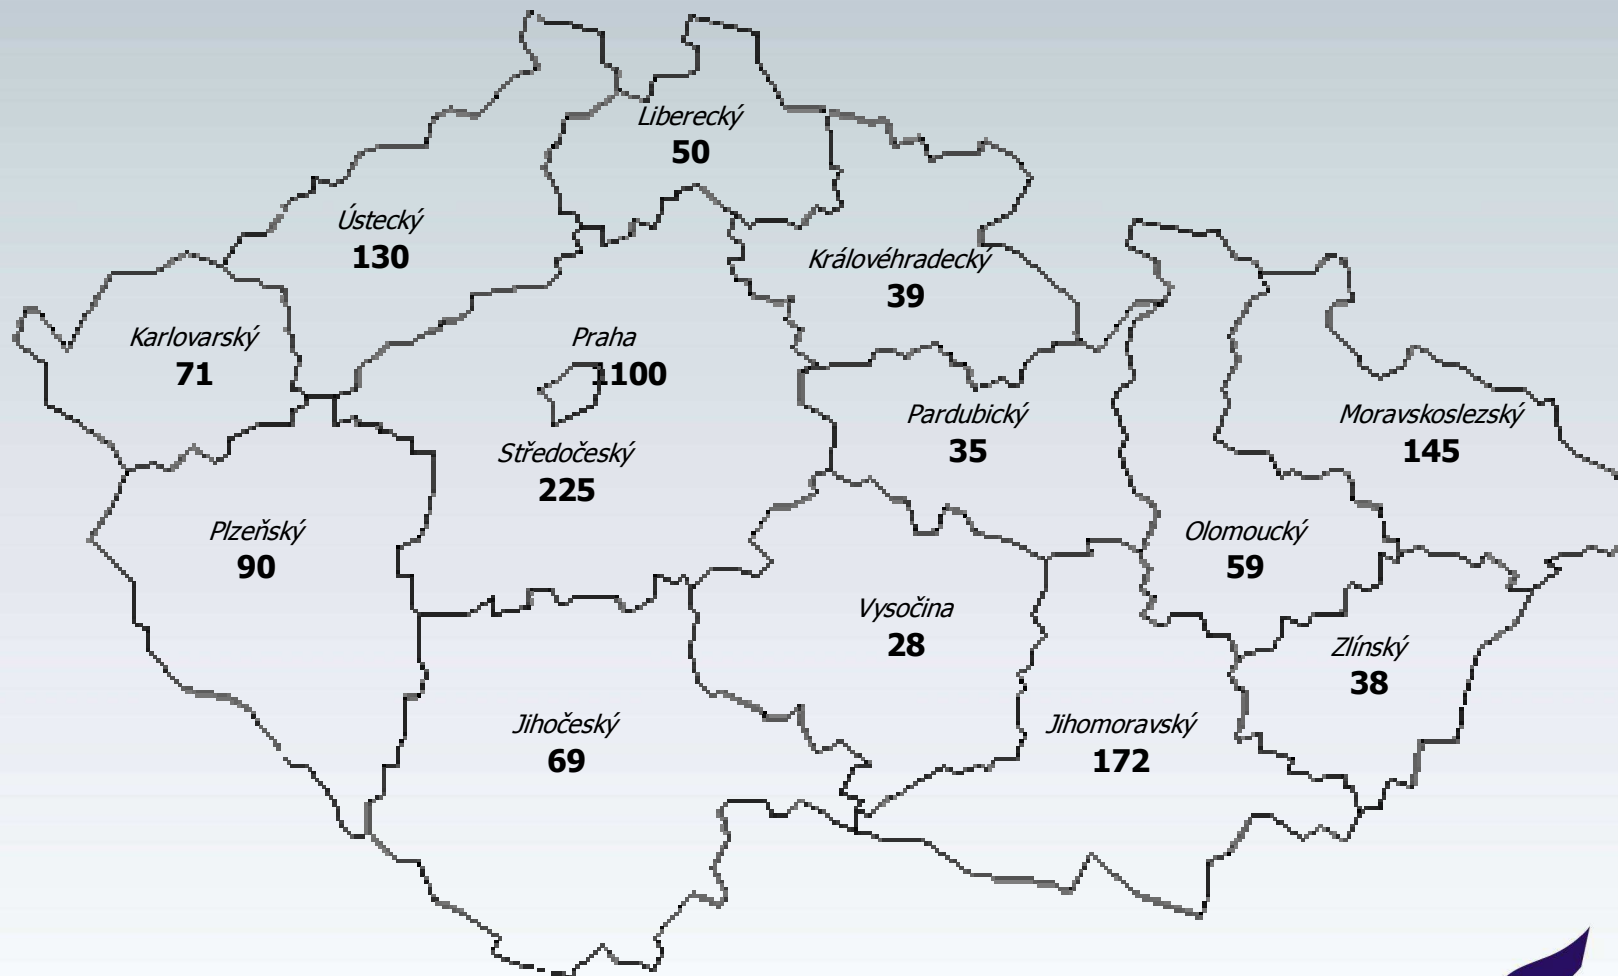 Liberecký
50
Ústecký
130
Královéhradecký
39
Karlovarský
71
Praha
1100
Pardubický
35
Moravskoslezský
145
Středočeský
225
Plzeňský
90
Olomoucký
59
Vysočina
28
Zlínský
38
Jihočeský
69
Jihomoravský
172